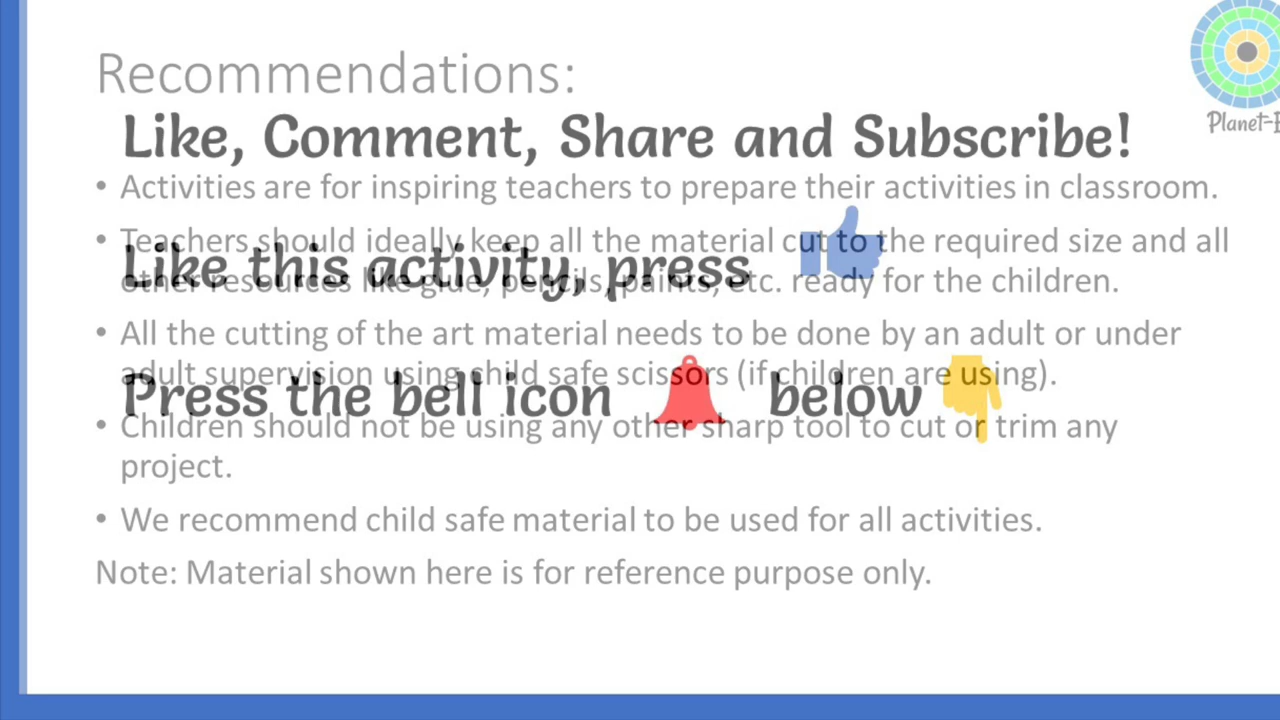 Recommendations:
Like, Comment, Share and Subscribe!
Planet-
• Activities are for inspiring teachers to prepare their activities in classroom.
• Teachers should ideally keep all the material cut to the required size and all
Like this activity, press
other resources like glue, pencils, paints, etc. ready for the children.
• All the cutting of the art material needs to be done by an adult or under
adult supervision using child safe scissors (if children are using).
Press the bell icon below
• Children should not be using any other sharp tool to cut or trim any
project.
• We recommend child safe material to be used for all activities.
Note: Material shown here is for reference purpose only.